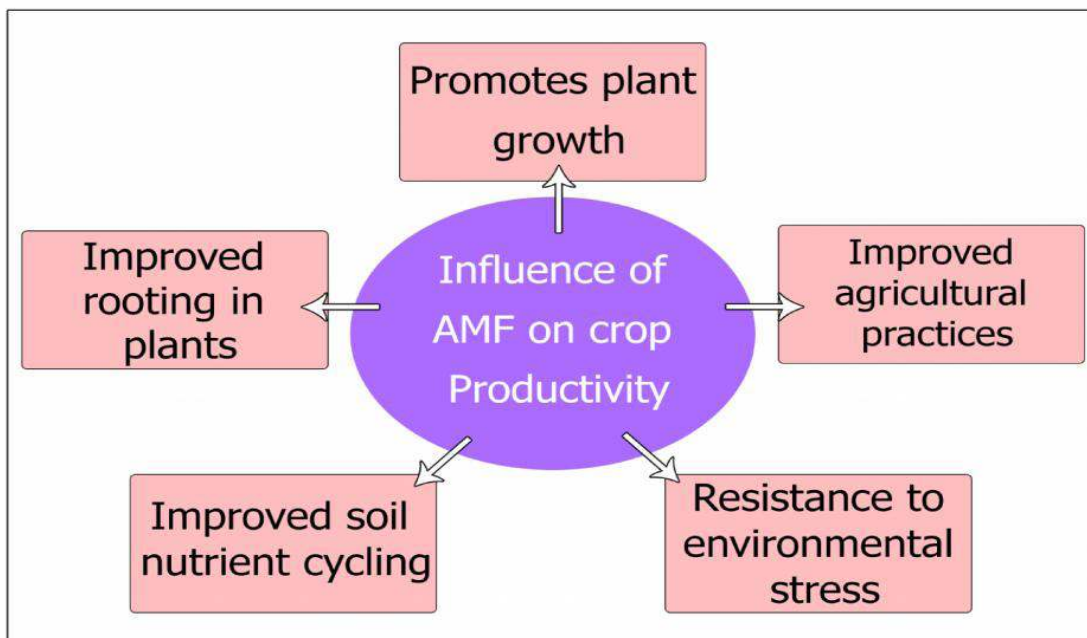 Promotes plant
growth
Improved
rooting in
plants
Influence of
AMF on crop
Productivity
Improved
agricultural
practices
Improved soil
nutrient cycling
Resistance to
environmental
stress